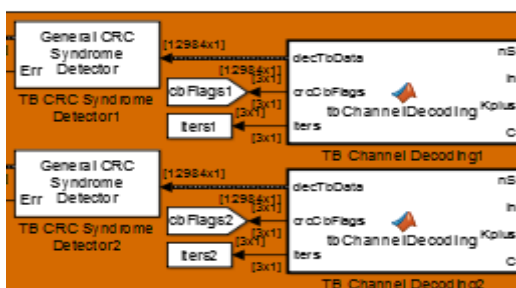 General CRC
Syndrome
Detector
Err
TB CRC Syndrome
Detector1
[12984x1]
[12984x1]
[3x1]
cbFlags1
[3x1]
Iters1
[3x1]
decTbData
crcCbFlags
Iters
tbChannelDecoding
nS
In
Kplus
C
TB Channel Decoding1
General CRC
Syndrome
Detector
Err
TB CRC Syndrome
Detector2
[12984x1]
[12984x1]
[3x1]
cbFlags2
[3x1]
Iters2
[3x1]
decTbData
crcCbFlags
Iters
tbChannelDecoding
nS
In
Kplus
C
TB Channel Decoding2